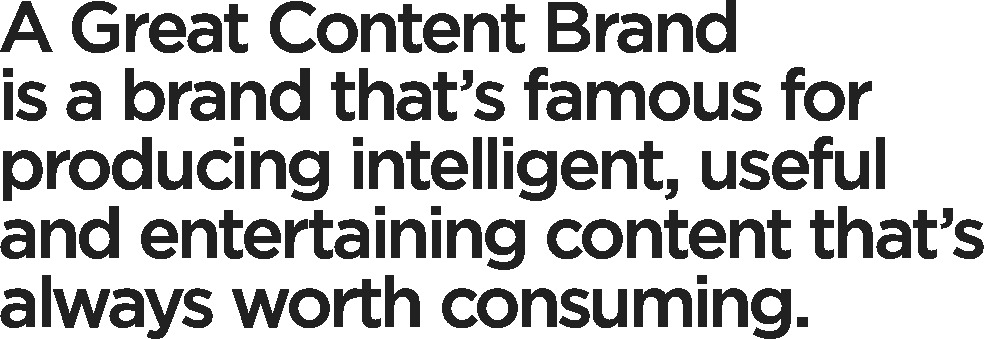 A Great Content Brand
is a brand that’s famous for
producing intelligent, useful
and entertaining content that’s
always worth consuming.